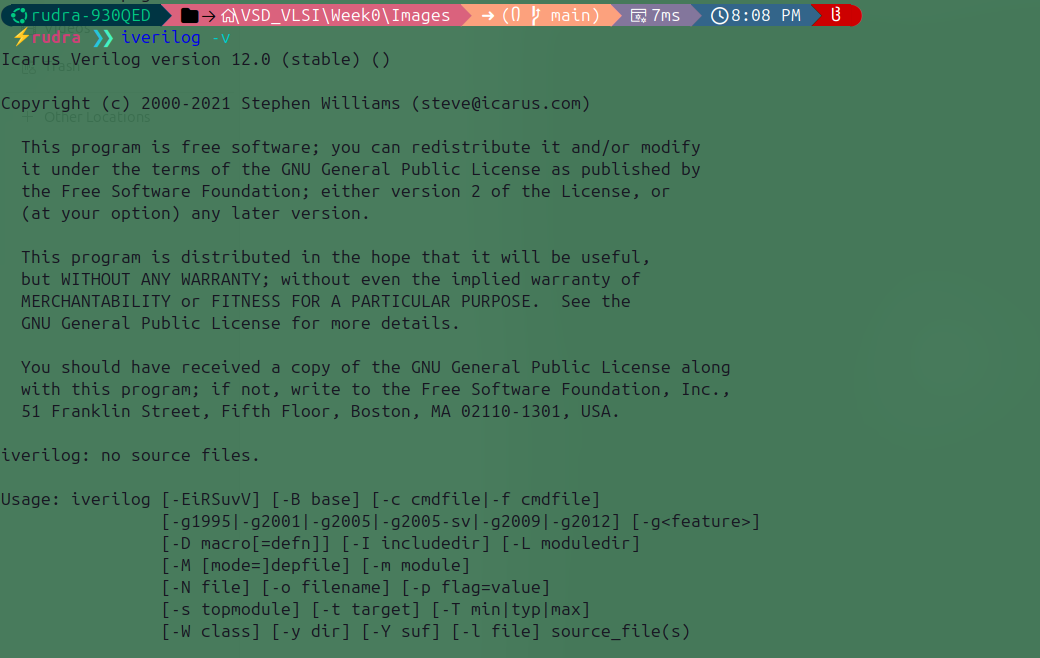 rudra-930QED → \VSD_VLSI\Week0\Images → ( main) 7ms 8:08 PM
rudra ❯❯ iverilog -v
Icarus Verilog version 12.0 (stable) ()
Trash
Copyright (c) 2000-2021 Stephen Williams (steve@icarus.com)
+ Other Locations
This program is free software; you can redistribute it and/or modify
it under the terms of the GNU General Public License as published by
the Free Software Foundation; either version 2 of the License, or
(at your option) any later version.
This program is distributed in the hope that it will be useful,
but WITHOUT ANY WARRANTY; without even the implied warranty of
MERCHANTABILITY or FITNESS FOR A PARTICULAR PURPOSE.  See the
GNU General Public License for more details.
You should have received a copy of the GNU General Public License along
with this program; if not, write to the Free Software Foundation, Inc.,
51 Franklin Street, Fifth Floor, Boston, MA 02110-1301, USA.
iverilog: no source files.
Usage: iverilog [-EiRSuvV] [-B base] [-c cmdfile|-f cmdfile]
[-g1995|-g2001|-g2005|-g2005-sv|-g2009|-g2012] [-g<feature>]
[-D macro[=defn]] [-I includedir] [-L moduledir]
[-M [mode=]depfile] [-m module]
[-N file] [-o filename] [-p flag=value]
[-s topmodule] [-t target] [-T min|typ|max]
[-W class] [-y dir] [-Y suf] [-l file] source_file(s)